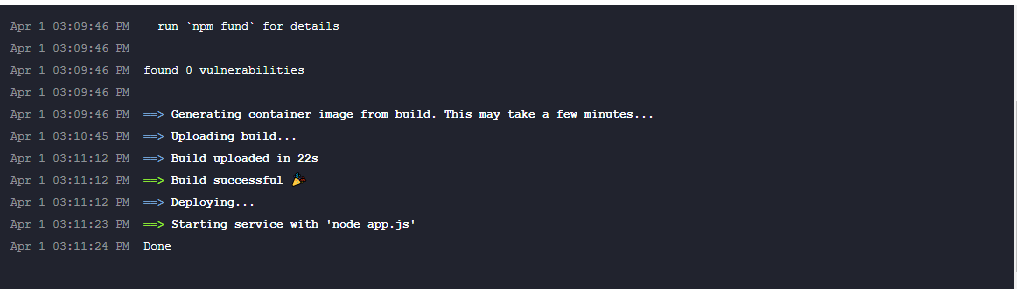 Apr 1 03:09:46 PM run `npm fund` for details
Apr 1 03:09:46 PM
Apr 1 03:09:46 PM found 0 vulnerabilities
Apr 1 03:09:46 PM
Apr 1 03:09:46 PM ==> Generating container image from build. This may take a few minutes...
Apr 1 03:10:45 PM ==> Uploading build...
Apr 1 03:11:12 PM ==> Build uploaded in 22s
Apr 1 03:11:12 PM ==> Build successful 🎉
Apr 1 03:11:12 PM ==> Deploying...
Apr 1 03:11:23 PM ==> Starting service with 'node app.js'
Apr 1 03:11:24 PM Done